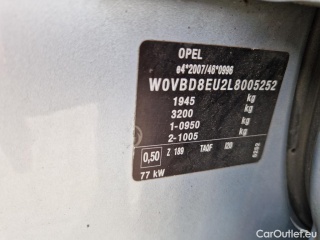 OPEL
e4*2007/46*0996
W0VBD8EU2L8005252
1945 kg
3200 kg
1-0950 kg
2-1005 kg
0,50 Z 189 TAQF
77 kW
CarOutlet.eu